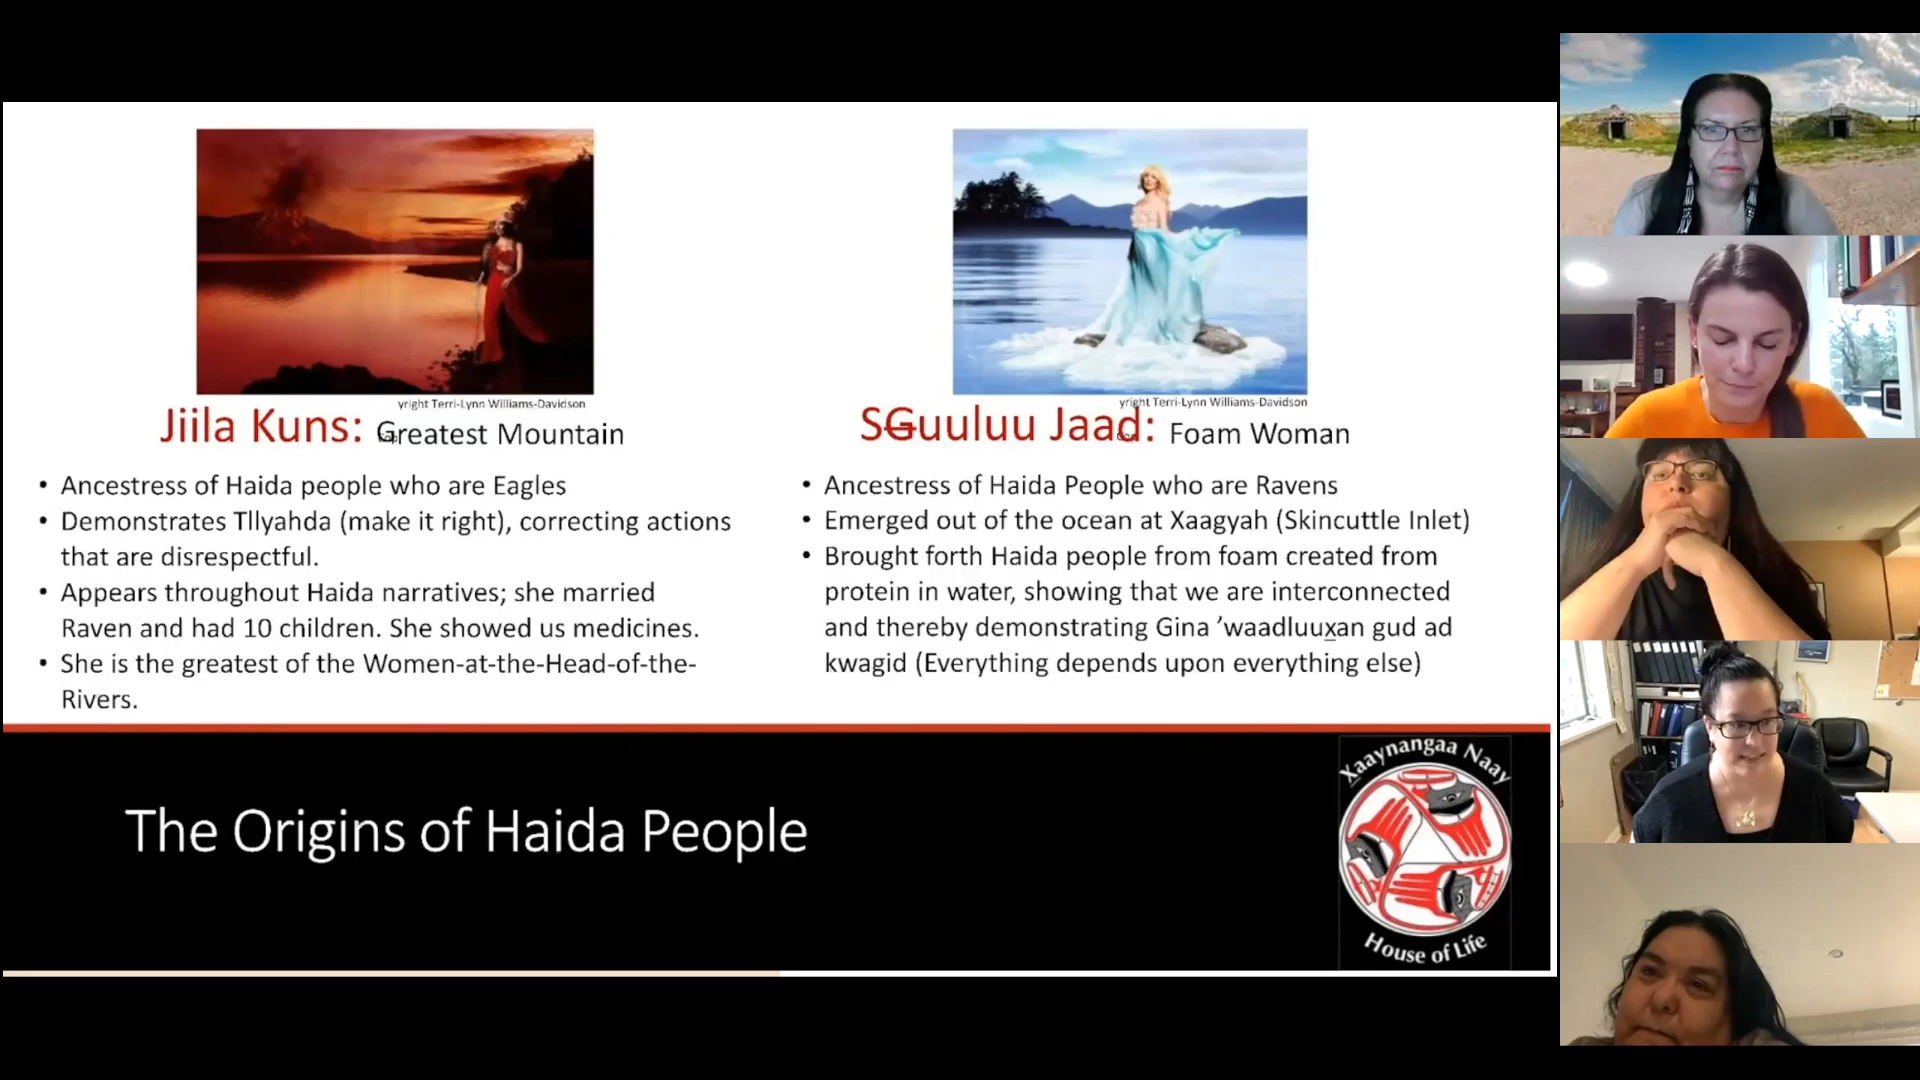 yright Terri-Lynn Williams-Davidson
Jiila Kuns: Greatest Mountain
• Ancestress of Haida people who are Eagles
• Demonstrates Tllyahda (make it right), correcting actions
that are disrespectful.
• Appears throughout Haida narratives; she married
Raven and had 10 children. She showed us medicines.
• She is the greatest of the Women-at-the-Head-of-the-
Rivers.
yright Terri-Lynn Williams-Davidson
SG̶uuluu Jaad: Foam Woman
• Ancestress of Haida People who are Ravens
• Emerged out of the ocean at Xaagyah (Skincuttle Inlet)
• Brought forth Haida people from foam created from
protein in water, showing that we are interconnected
and thereby demonstrating Gina ’waadluux̲an gud ad
kwagid (Everything depends upon everything else)
The Origins of Haida People
X̲aaynangaa Naay
House of Life